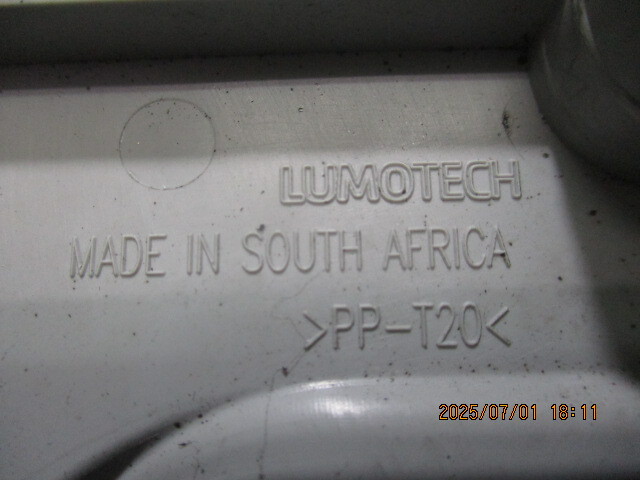 LUMOTECH
MADE IN SOUTH AFRICA
>PP-T20<
2025/07/01 18:11